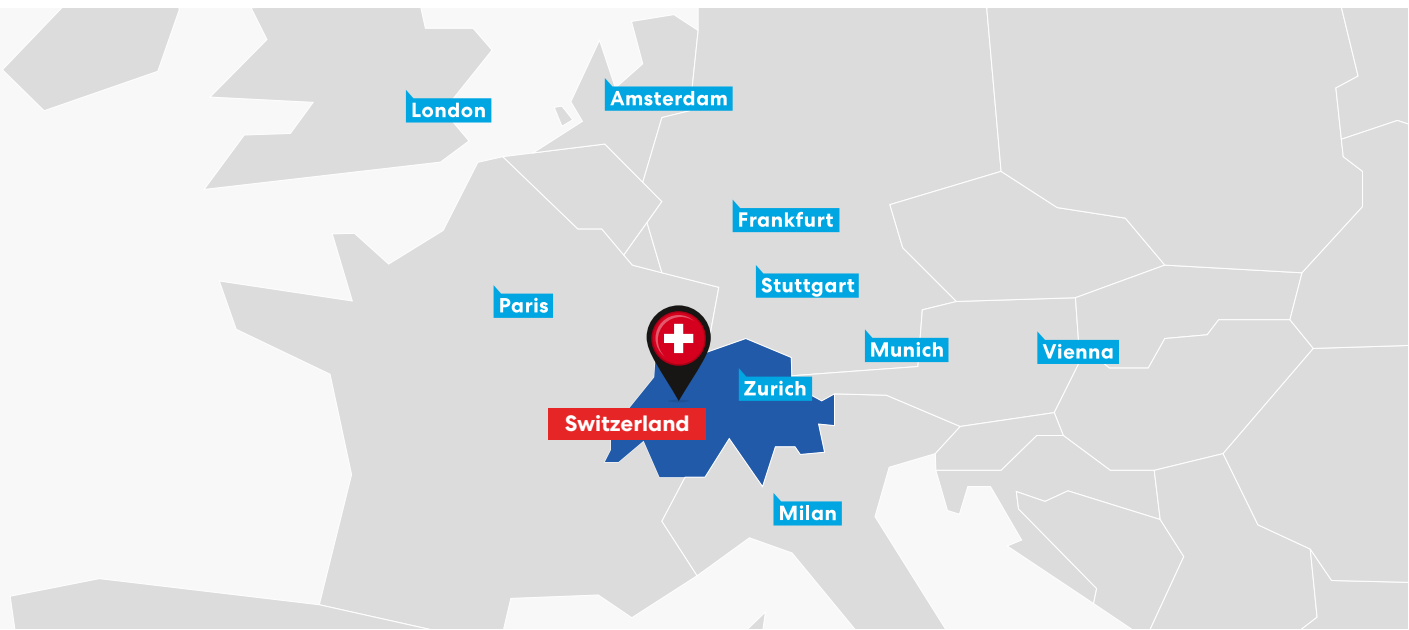 Amsterdam
London
Frankfurt
Stuttgart
Paris
Munich
Vienna
Zurich
Switzerland
Milan